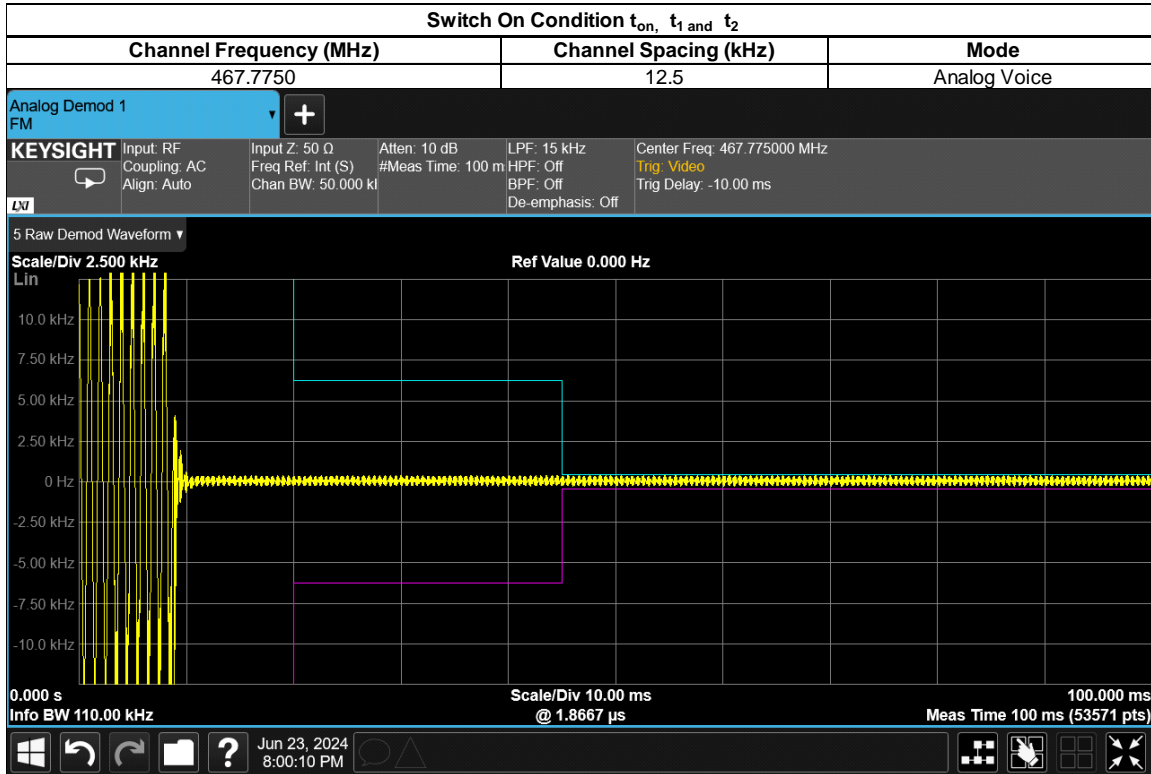 Switch On Condition ton, t1 and t2
Channel Frequency (MHz) Channel Spacing (kHz) Mode
467.7750 12.5 Analog Voice
Analog Demod 1
FM
+
KEYSIGHT
LXI
Input: RF
Coupling: AC
Align: Auto
Input Z: 50 Ω
Freq Ref: Int (S)
Chan BW: 50.000 kl
Atten: 10 dB
#Meas Time: 100 m
LPF: 15 kHz
HPF: Off
BPF: Off
De-emphasis: Off
Center Freq: 467.775000 MHz
Trig: Video
Trig Delay: -10.00 ms
5 Raw Demod Waveform
Scale/Div 2.500 kHz Ref Value 0.000 Hz
Lin
10.0 kHz
7.50 kHz
5.00 kHz
2.50 kHz
0 Hz
-2.50 kHz
-5.00 kHz
-7.50 kHz
-10.0 kHz
0.000 s Scale/Div 10.00 ms 100.000 ms
Info BW 110.00 kHz @ 1.8667 µs Meas Time 100 ms (53571 pts)
?
Jun 23, 2024
8:00:10 PM